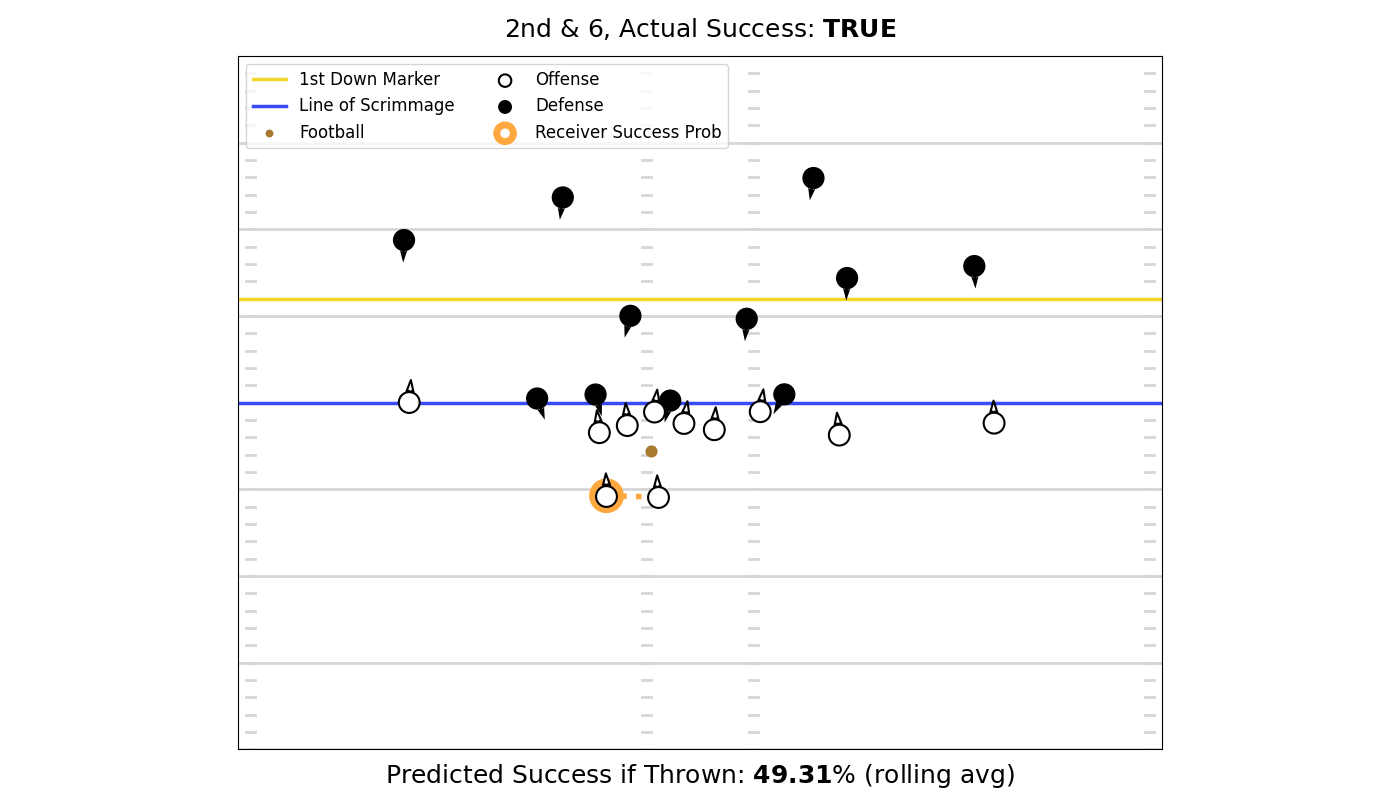 2nd & 6, Actual Success: TRUE
1st Down Marker
Line of Scrimmage
Football
Offense
Defense
Receiver Success Prob
Predicted Success if Thrown: 49.31% (rolling avg)